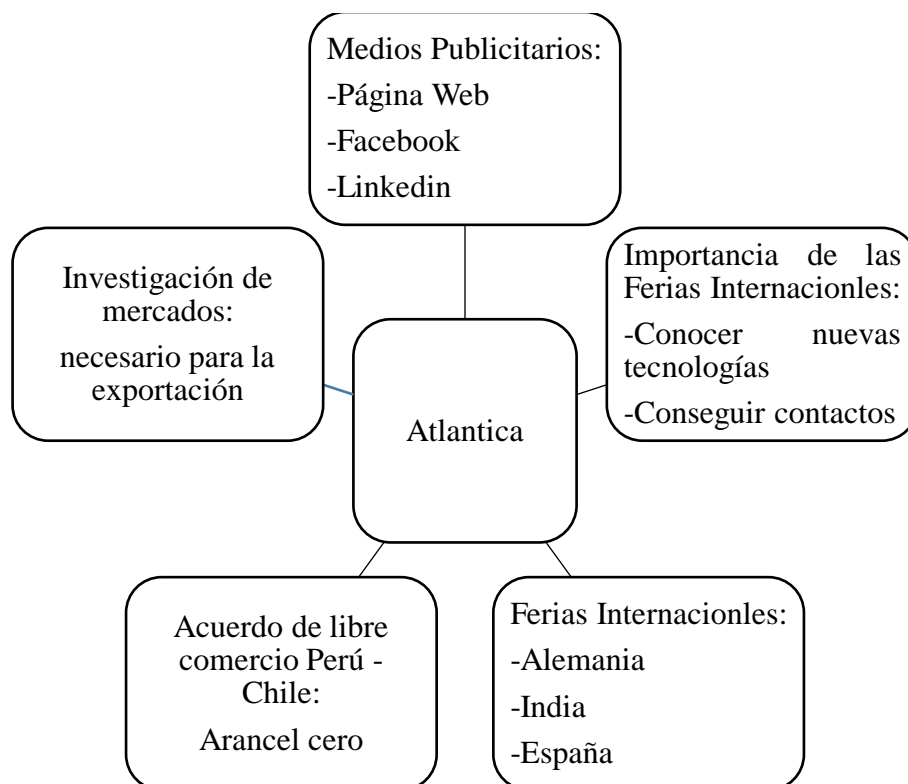 Medios Publicitarios:
-Página Web
-Facebook
-Linkedin
Investigación de
mercados:
necesario para la
exportación
Importancia de las
Ferias Internacionles:
-Conocer nuevas
tecnologías
-Conseguir contactos
Atlantica
Acuerdo de libre
comercio Perú -
Chile:
Arancel cero
Ferias Internacionles:
-Alemania
-India
-España